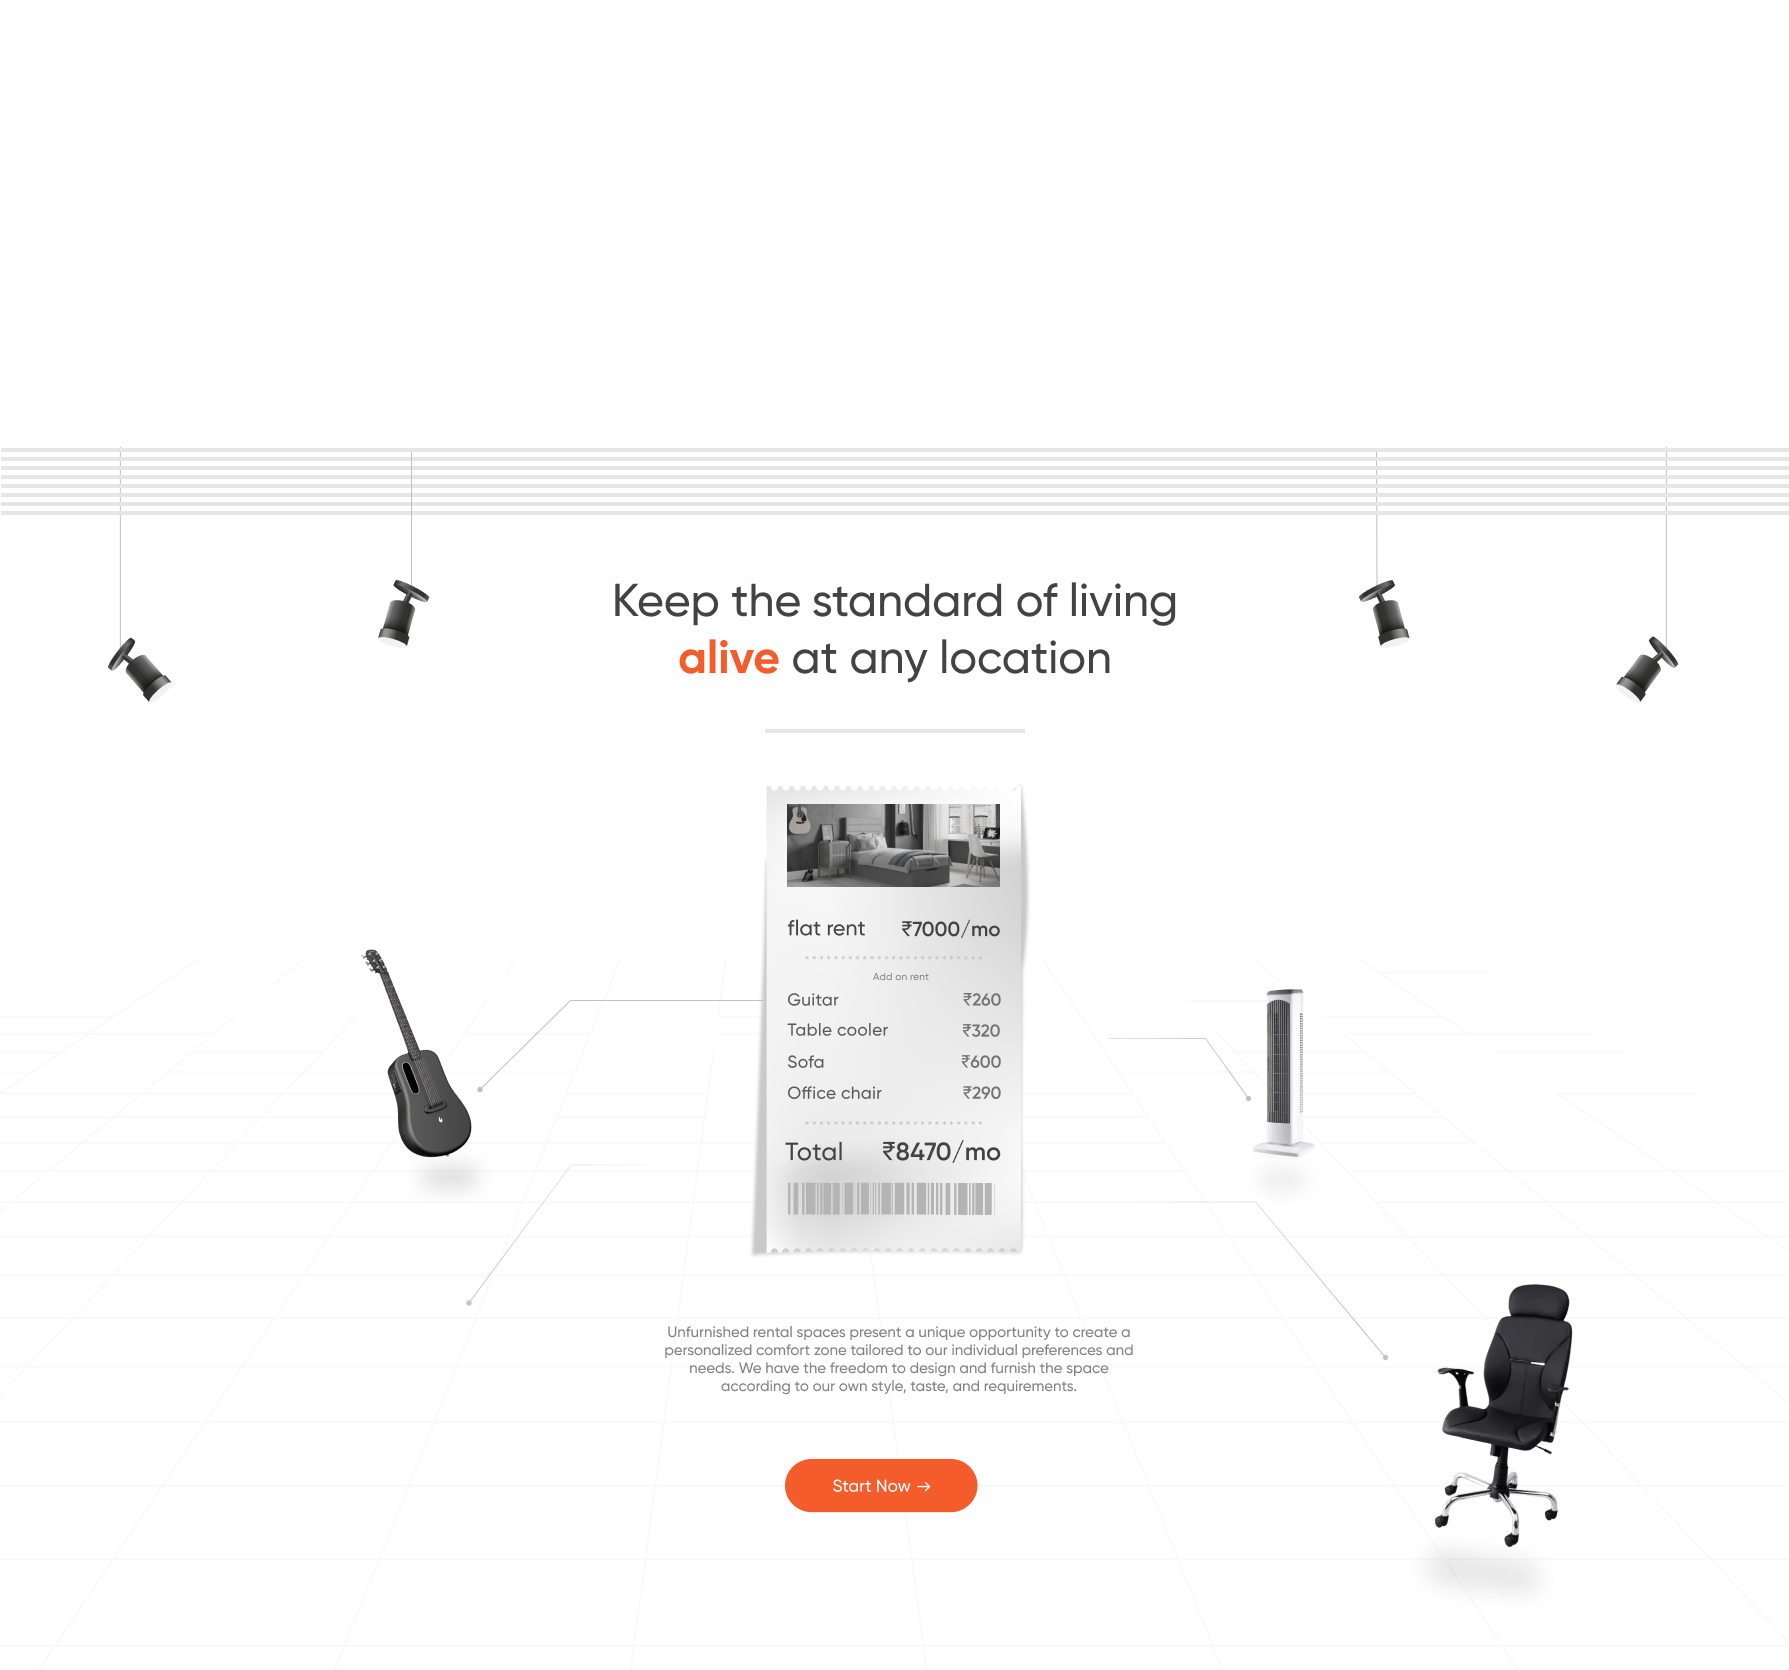 Keep the standard of living
alive at any location
flat rent ₹7000/mo
Add on rent
Guitar ₹260
Table cooler ₹320
Sofa ₹600
Office chair ₹290
Total ₹8470/mo
Unfurnished rental spaces present a unique opportunity to create a
personalized comfort zone tailored to our individual preferences and
needs. We have the freedom to design and furnish the space
according to our own style, taste, and requirements.
Start Now →